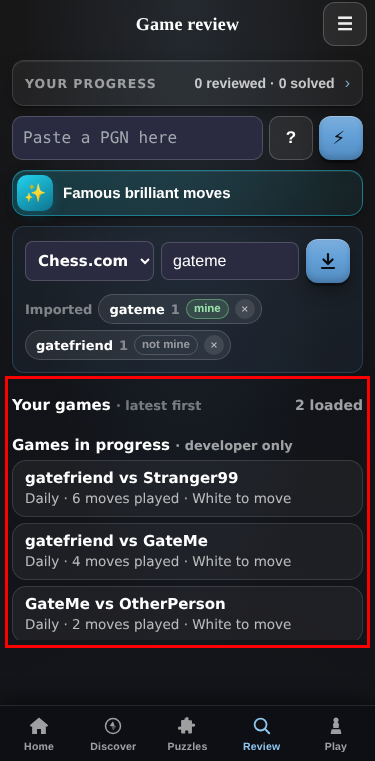 Game review
☰
YOUR PROGRESS 0 reviewed · 0 solved ›
Paste a PGN here ? ⚡
✨ Famous brilliant moves
Chess.com gateme
Imported gateme 1 mine ×
gatefriend 1 not mine ×
Your games · latest first 2 loaded
Games in progress · developer only
gatefriend vs Stranger99
Daily · 6 moves played · White to move
gatefriend vs GateMe
Daily · 4 moves played · White to move
GateMe vs OtherPerson
Daily · 2 moves played · White to move
Home Discover Puzzles Review Play